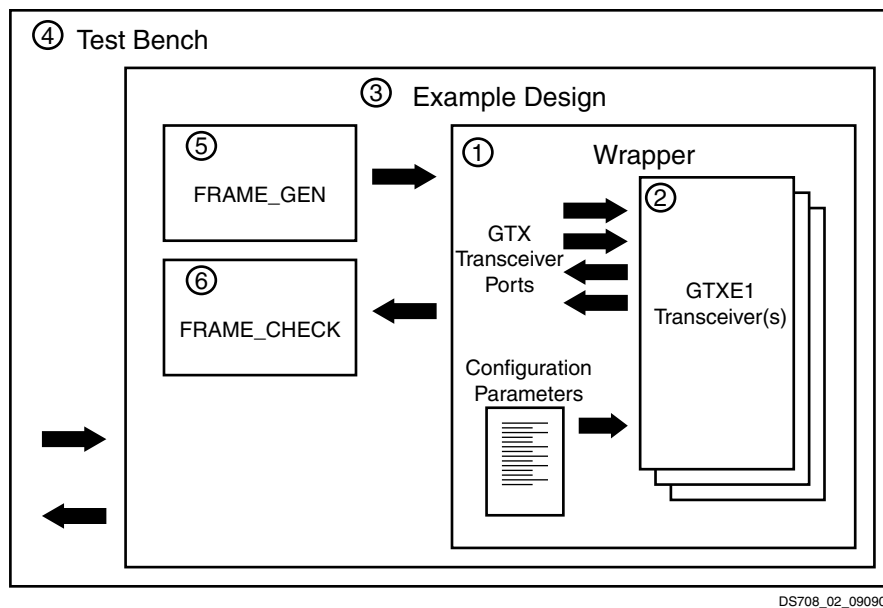 ④ Test Bench
③ Example Design
⑤
FRAME_GEN
①
Wrapper
②
GTX
Transceiver
Ports
GTXE1
Transceiver(s)
⑥
FRAME_CHECK
Configuration
Parameters
DS708_02_09090